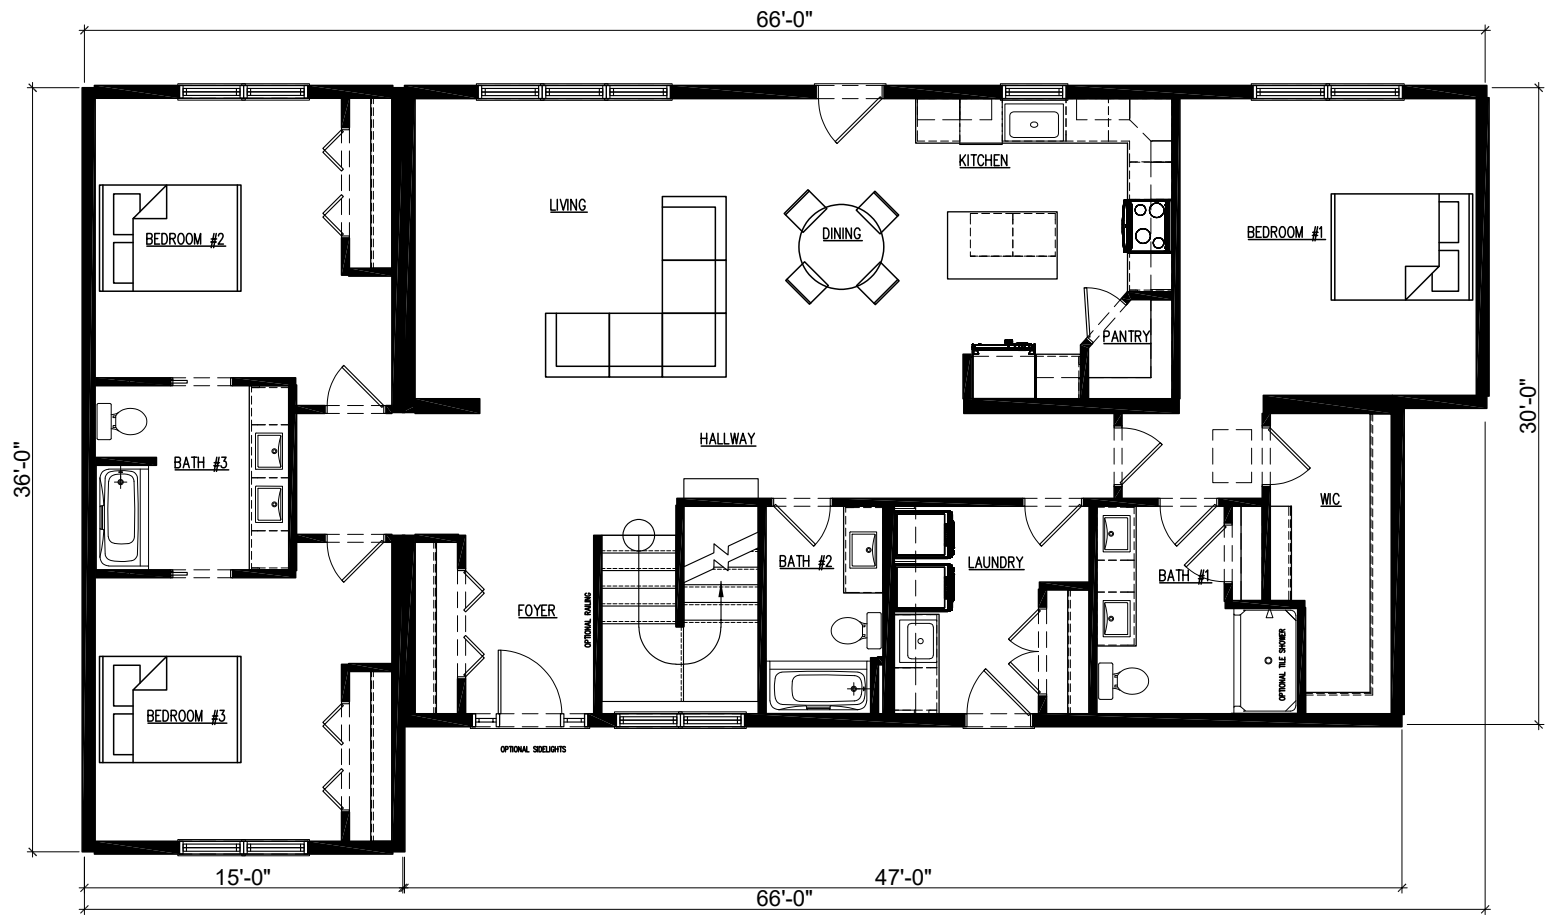 66'-0"
KITCHEN
LIVING
DINING
BEDROOM #1
BEDROOM #2
PANTRY
30'-0"
HALLWAY
36'-0"
BATH #3
WIC
BATH #2
LAUNDRY
BATH #1
FOYER
OPTIONAL RAILING
OPTIONAL TILE SHOWER
BEDROOM #3
OPTIONAL SIDELIGHTS
15'-0"
47'-0"
66'-0"